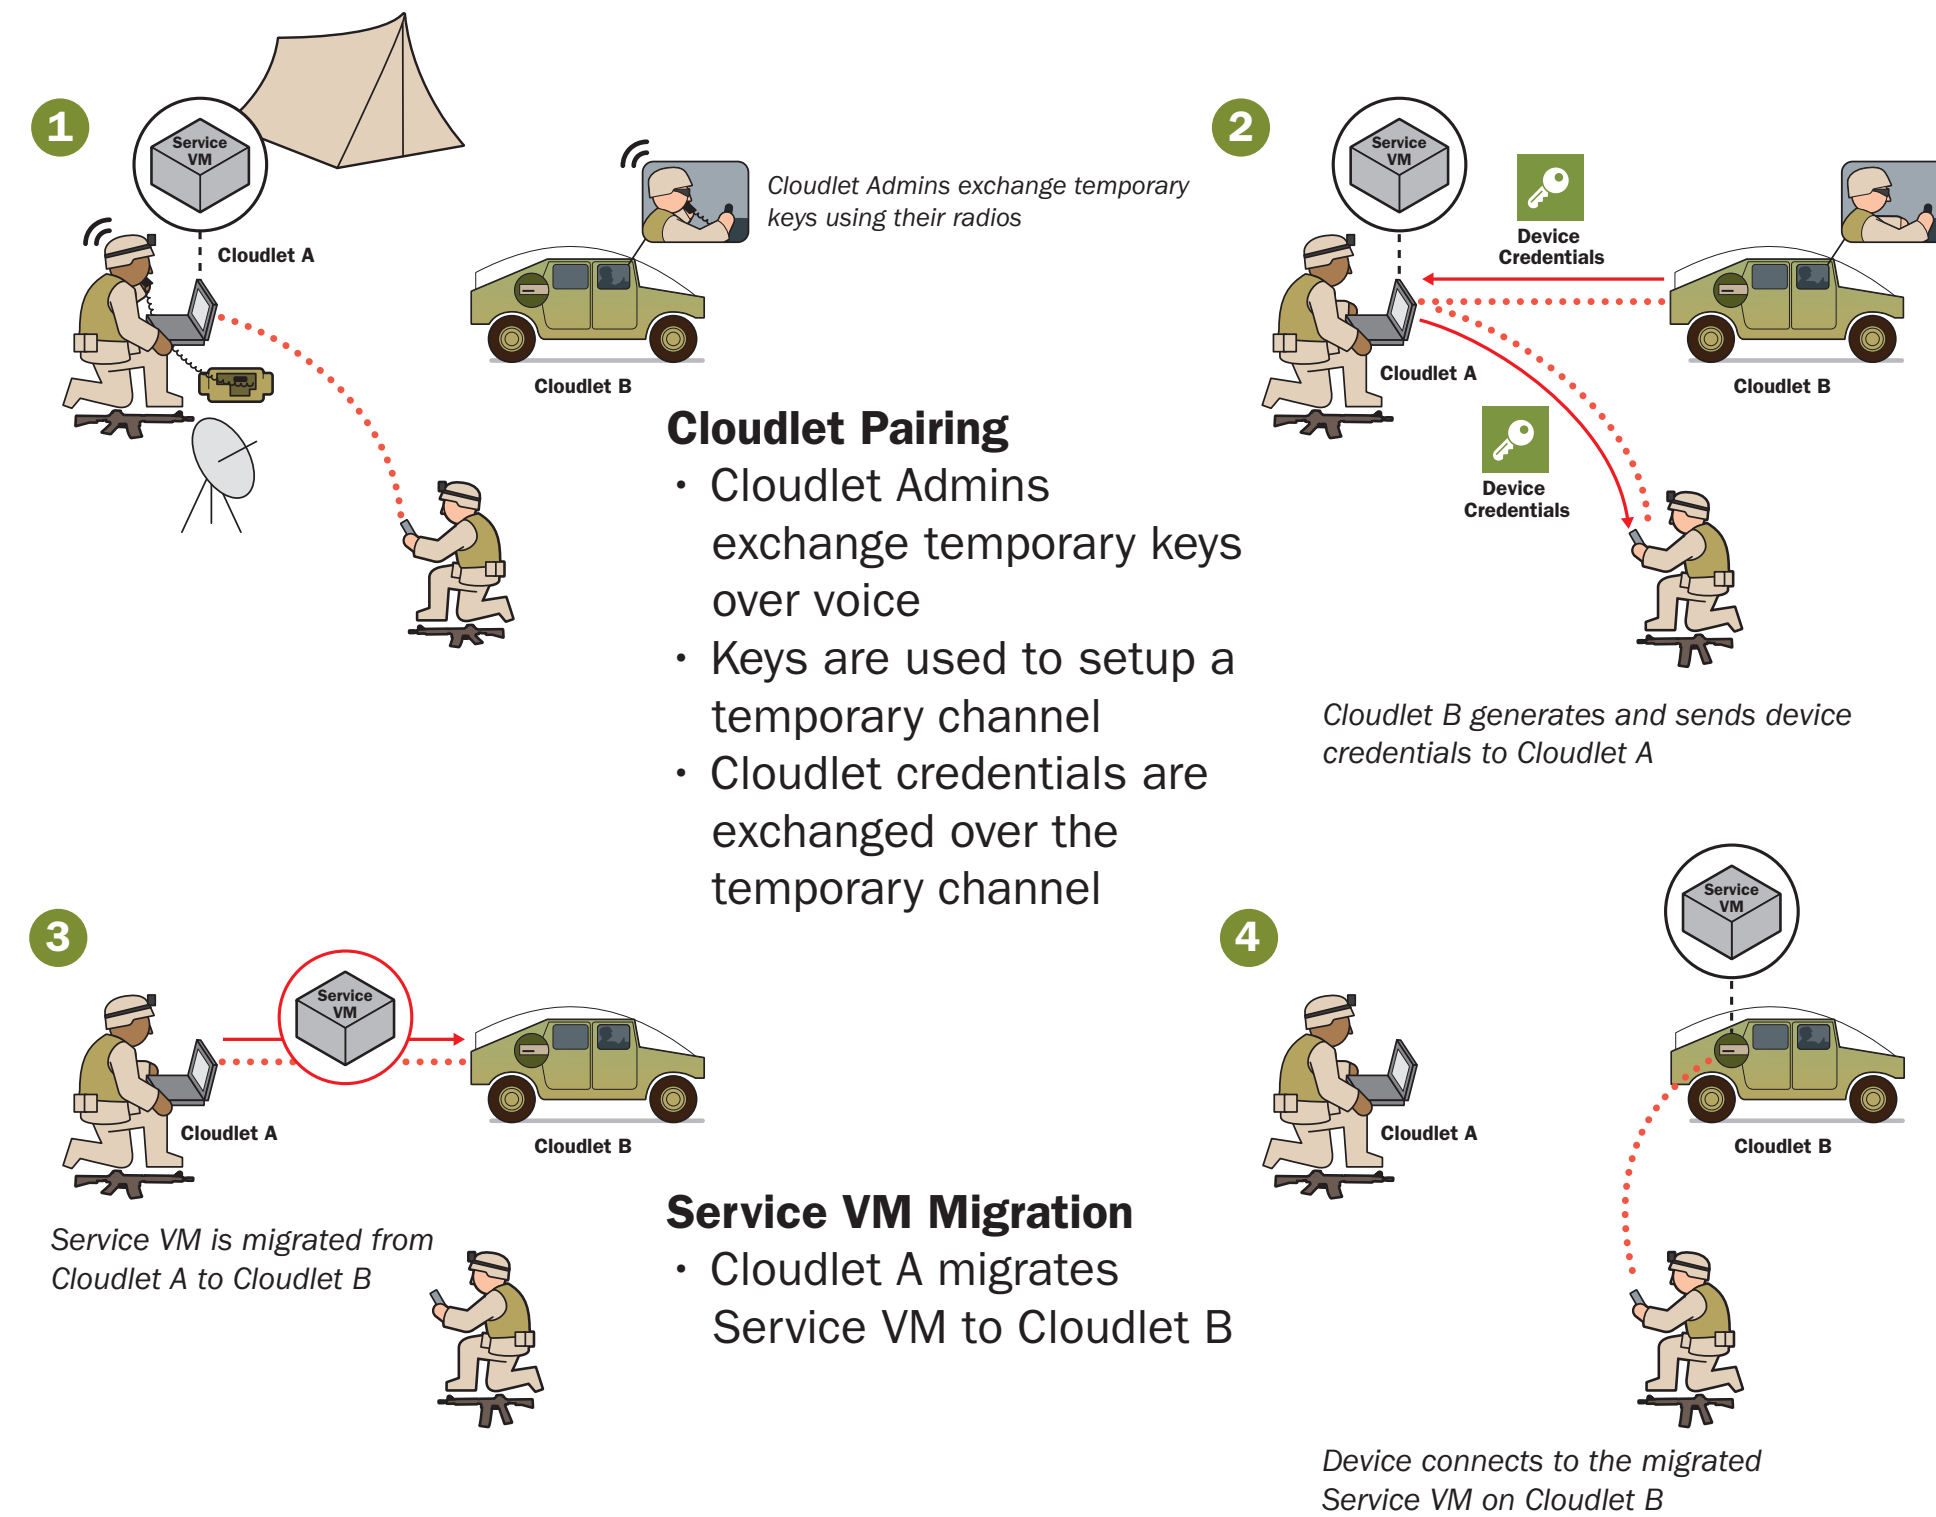 1
Service
VM
Cloudlet A
Cloudlet Admins exchange temporary
keys using their radios
Cloudlet B
2
Service
VM
Device
Credentials
Cloudlet A
Cloudlet B
Device
Credentials
Cloudlet B generates and sends device
credentials to Cloudlet A
Cloudlet Pairing
· Cloudlet Admins
exchange temporary keys
over voice
· Keys are used to setup a
temporary channel
· Cloudlet credentials are
exchanged over the
temporary channel
3
Service
VM
Cloudlet A
Cloudlet B
Service VM is migrated from
Cloudlet A to Cloudlet B
Service VM Migration
· Cloudlet A migrates
Service VM to Cloudlet B
4
Service
VM
Cloudlet A
Cloudlet B
Device connects to the migrated
Service VM on Cloudlet B